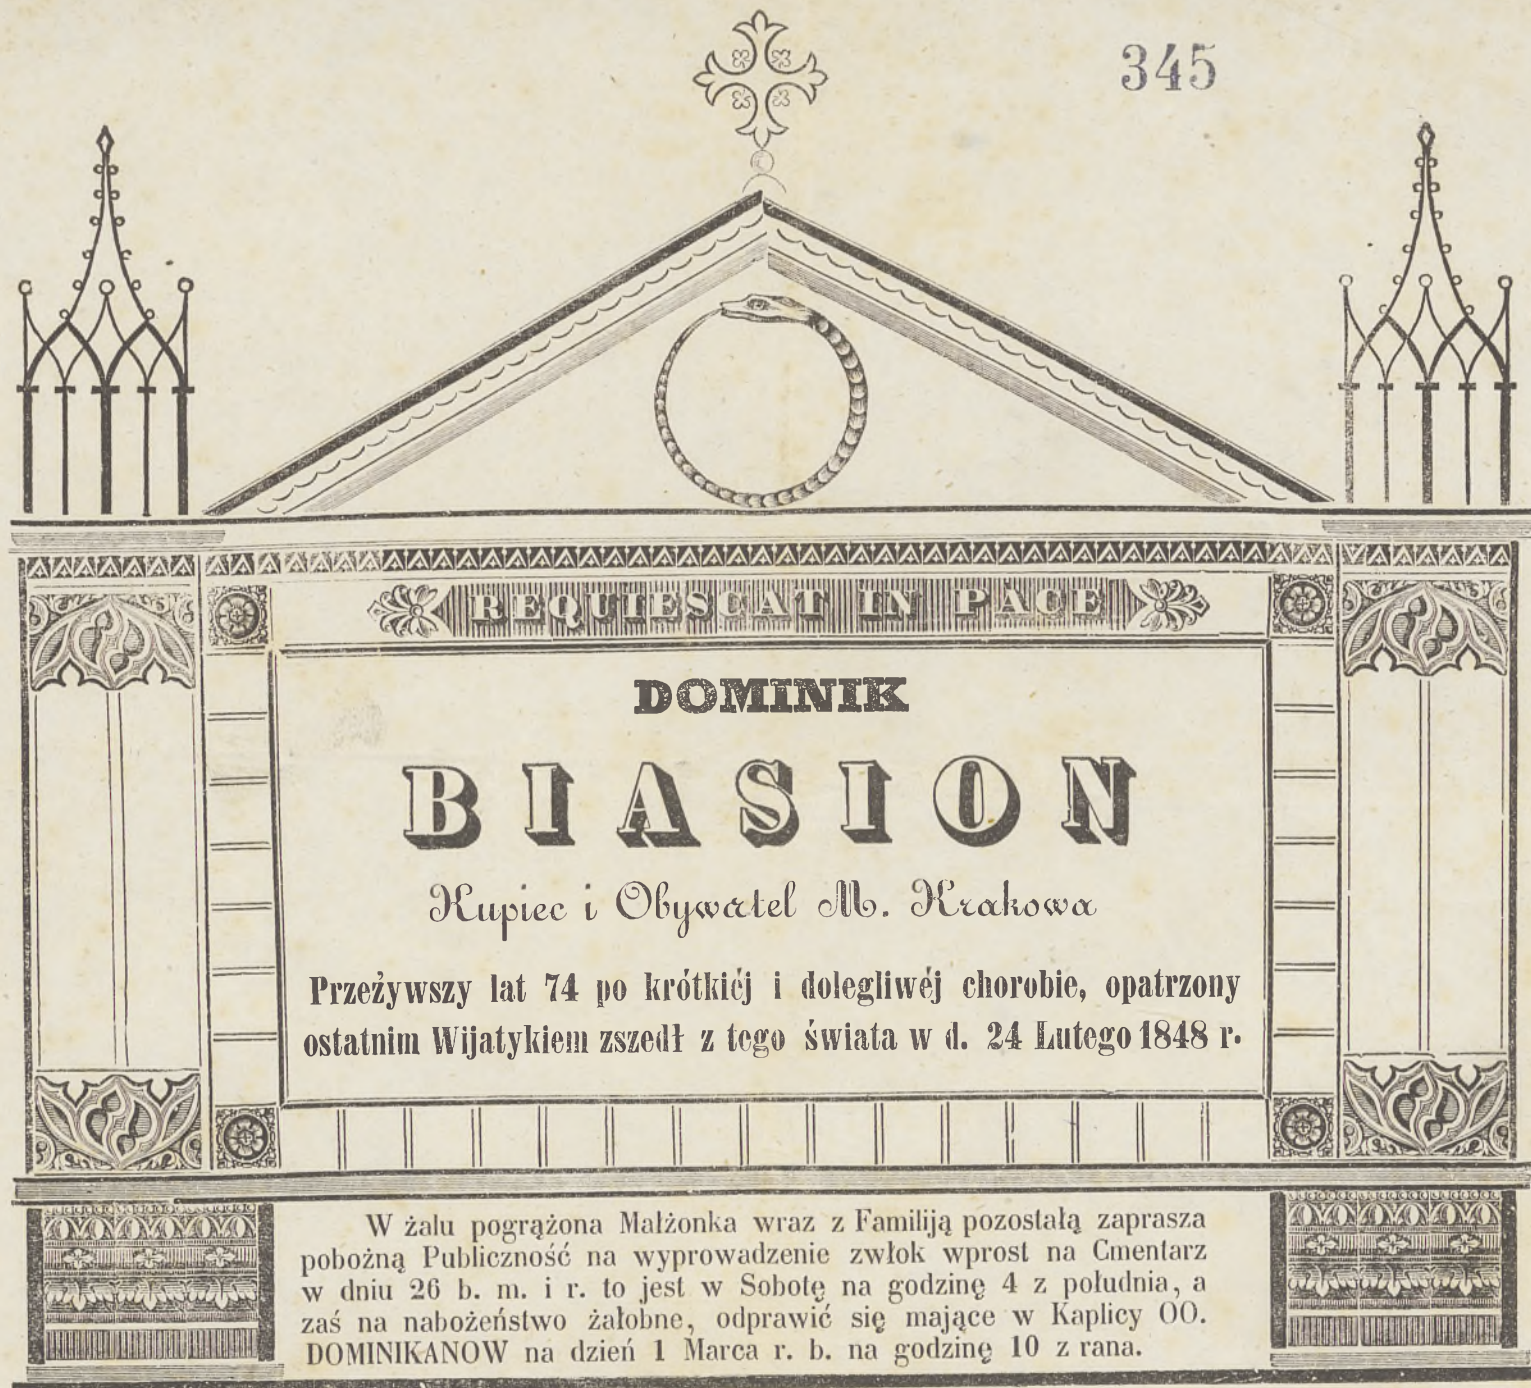 345
REQUIESCAT IN PACE
DOMINIK
BIASION
Kupiec i Obywatel M. Krakowa
Przeżywszy lat 74 po krótkiéj i dolegliwéj chorobie, opatrzony
ostatnim Wijatykiem zszedł z tego świata w d. 24 Lutego 1848 r.
W żalu pogrążona Małżonka wraz z Familiją pozostałą zaprasza
pobożną Publiczność na wyprowadzenie zwłok wprost na Cmentarz
w dniu 26 b. m. i r. to jest w Sobotę na godzinę 4 z południa, a
zaś na nabożeństwo żałobne, odprawić się mające w Kaplicy OO.
DOMINIKANOW na dzień 1 Marca r. b. na godzinę 10 z rana.